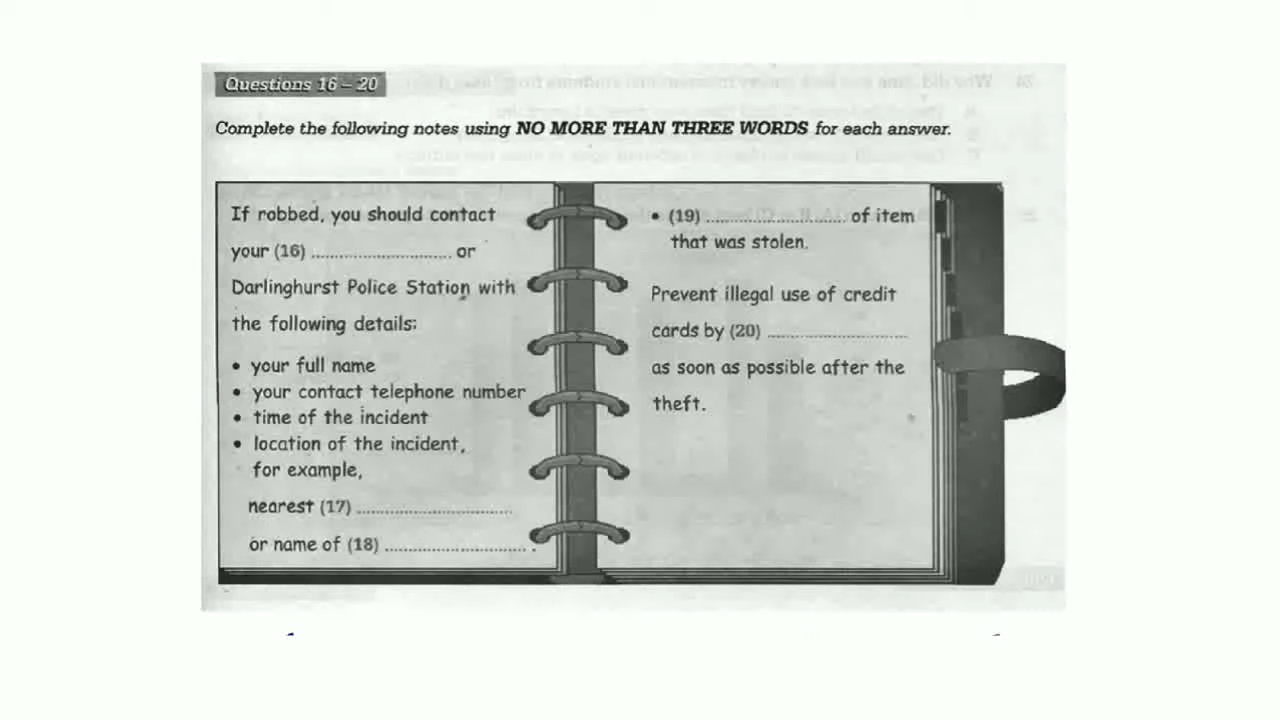 Questions 16 – 20
Complete the following notes using NO MORE THAN THREE WORDS for each answer.
If robbed, you should contact
your (16) ............................ or
Darlinghurst Police Station with
the following details:
• your full name
• your contact telephone number
• time of the incident
• location of the incident,
for example,
nearest (17) ...............................
or name of (18) ............................ .
• (19) ............................ of item
that was stolen.
Prevent illegal use of credit
cards by (20) ............................
as soon as possible after the
theft.